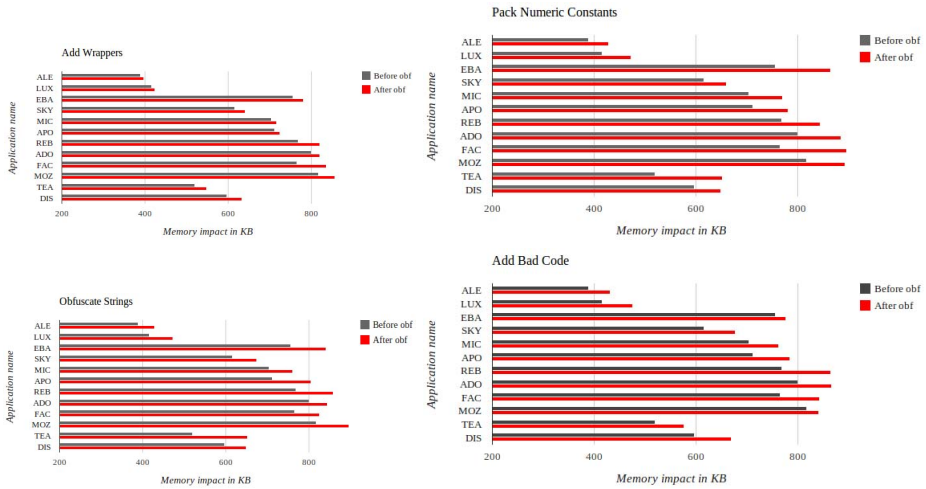 Add Wrappers
Application name
ALE
LUX
EBA
SKY
MIC
APO
REB
ADO
FAC
MOZ
TEA
DIS
200 400 600 800
Memory impact in KB
Before obf
After obf
Pack Numeric Constants
Application name
ALE
LUX
EBA
SKY
MIC
APO
REB
ADO
FAC
MOZ
TEA
DIS
200 400 600 800
Memory impact in KB
Before obf
After obf
Obfuscate Strings
Application name
ALE
LUX
EBA
SKY
MIC
APO
REB
ADO
FAC
MOZ
TEA
DIS
200 400 600 800
Memory impact in KB
Before obf
After obf
Add Bad Code
Application name
ALE
LUX
EBA
SKY
MIC
APO
REB
ADO
FAC
MOZ
TEA
DIS
200 400 600 800
Memory impact in KB
Before obf
After obf